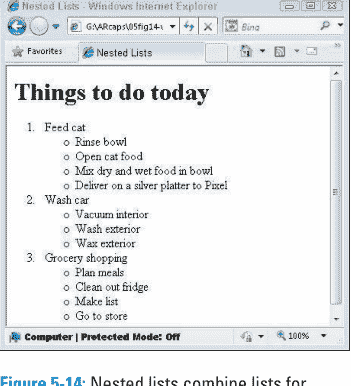 Nested Lists - Windows Internet Explorer
G:\ARcaps\05fig14-
Bing
Favorites
Nested Lists
Things to do today
1. Feed cat
o Rinse bowl
o Open cat food
o Mix dry and wet food in bowl
o Deliver on a silver platter to Pixel
2. Wash car
o Vacuum interior
o Wash exterior
o Wax exterior
3. Grocery shopping
o Plan meals
o Clean out fridge
o Make list
o Go to store
Computer | Protected Mode: Off
100%
Figure 5-14: Nested lists combine lists for